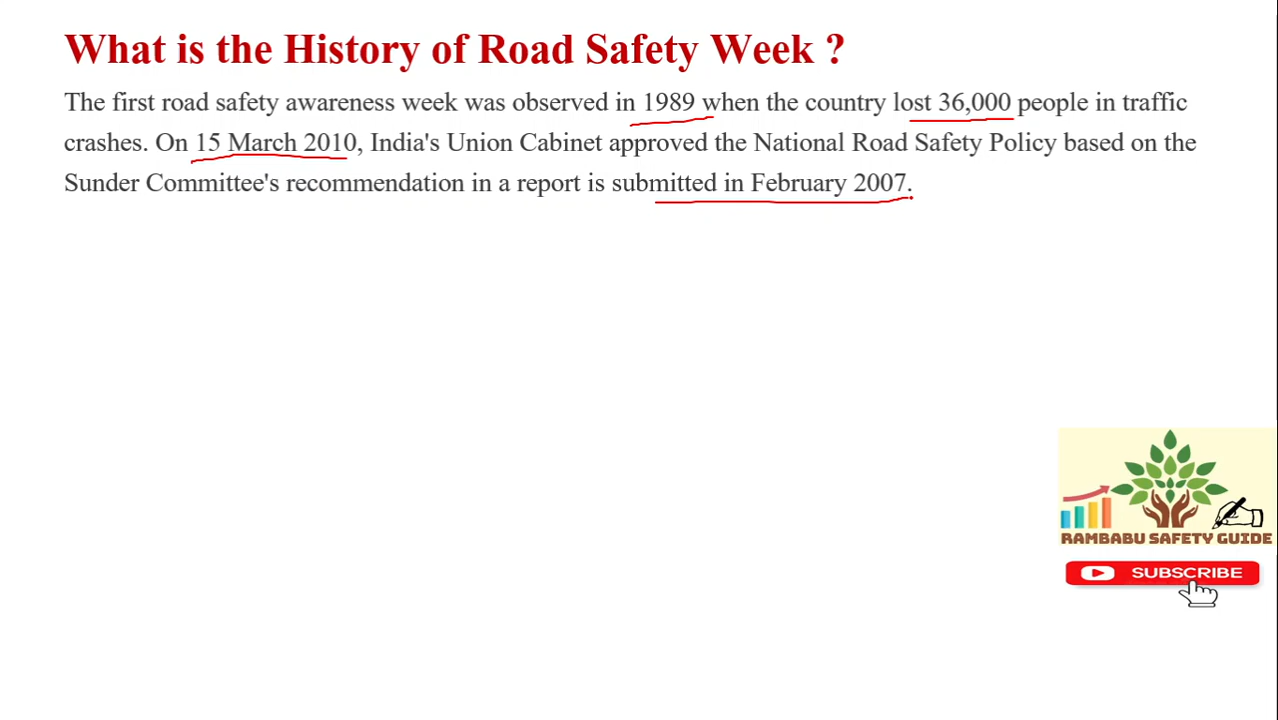 What is the History of Road Safety Week ?
The first road safety awareness week was observed in 1989 when the country lost 36,000 people in traffic
crashes. On 15 March 2010, India's Union Cabinet approved the National Road Safety Policy based on the
Sunder Committee's recommendation in a report is submitted in February 2007.
RAMBABU SAFETY GUIDE
SUBSCRIBE